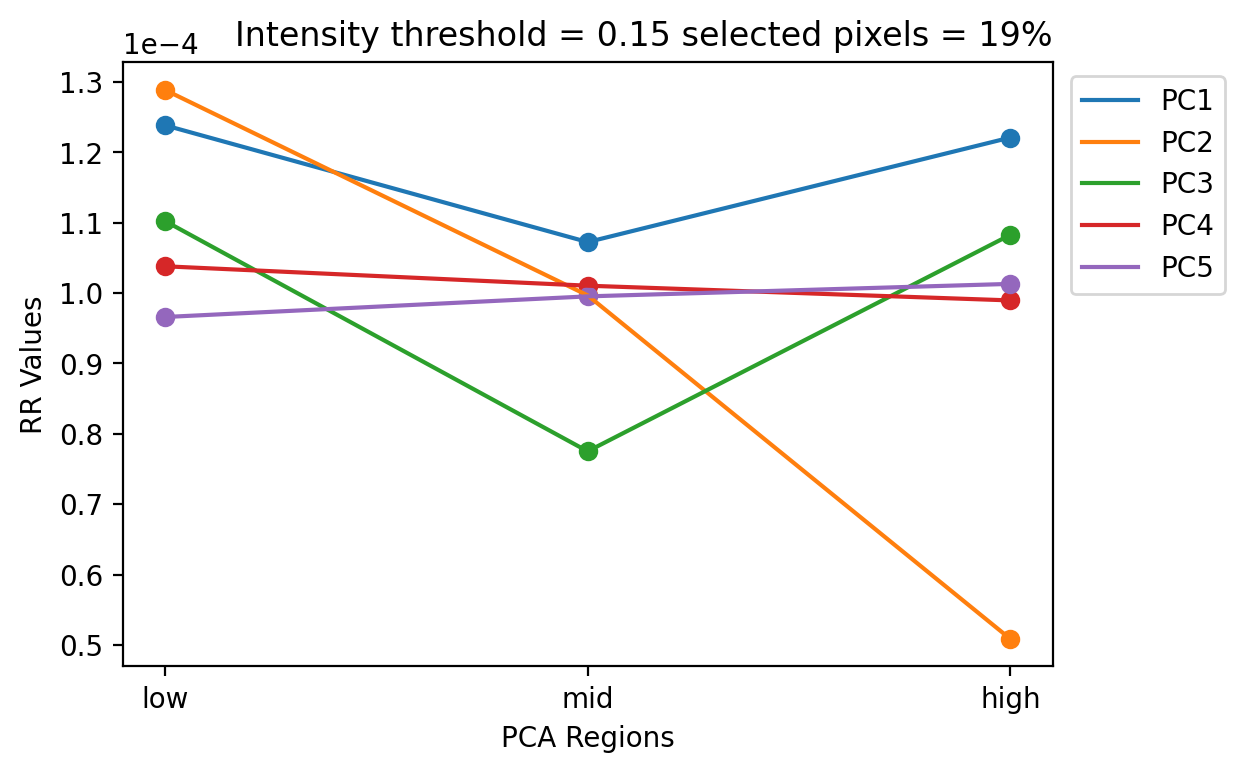 Intensity threshold = 0.15 selected pixels = 19%
1e−4
1.3
1.2
1.1
1.0
0.9
0.8
0.7
0.6
0.5
RR Values
low
mid
high
PCA Regions
PC1
PC2
PC3
PC4
PC5